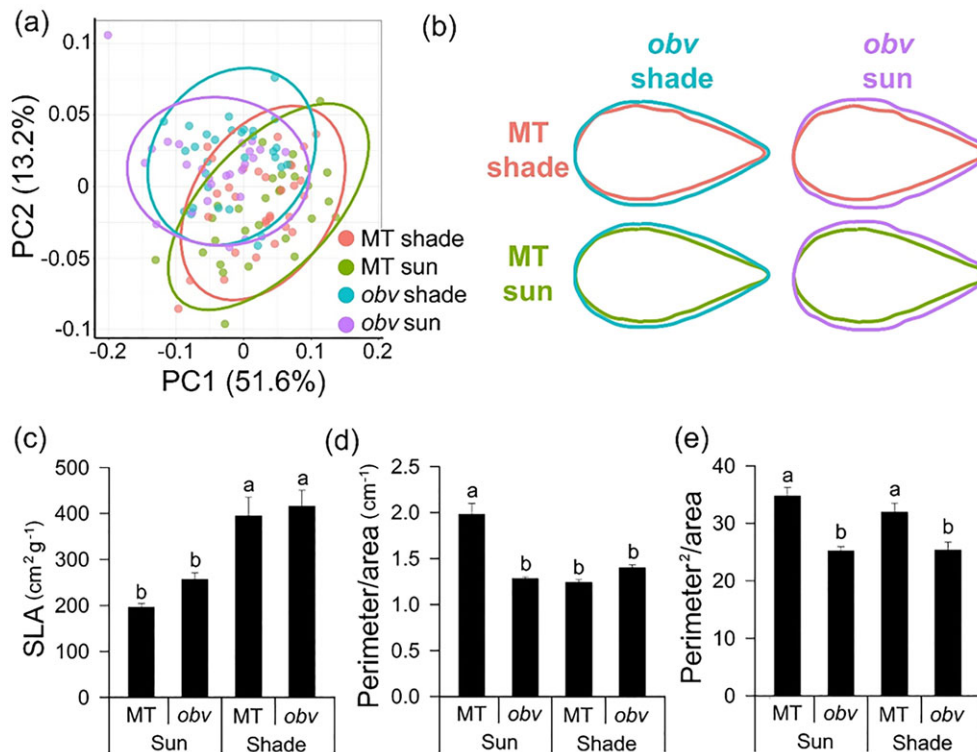 (a)
0.1
0.05
0
-0.05
-0.1
PC2 (13.2%)
-0.2 -0.1 0 0.1 0.2
PC1 (51.6%)
MT shade
MT sun
obv shade
obv sun
(b)
obv
shade
obv
sun
MT
shade
MT
sun
(c)
SLA (cm² g⁻¹)
500
400
300
200
100
0
b
b
a
a
MT obv MT obv
Sun Shade
(d)
Perimeter/area (cm⁻¹)
2.5
2.0
1.5
1.0
0.5
0.0
a
b
b
b
MT obv MT obv
Sun Shade
(e)
Perimeter²/area
40
30
20
10
0
a
b
a
b
MT obv MT obv
Sun Shade